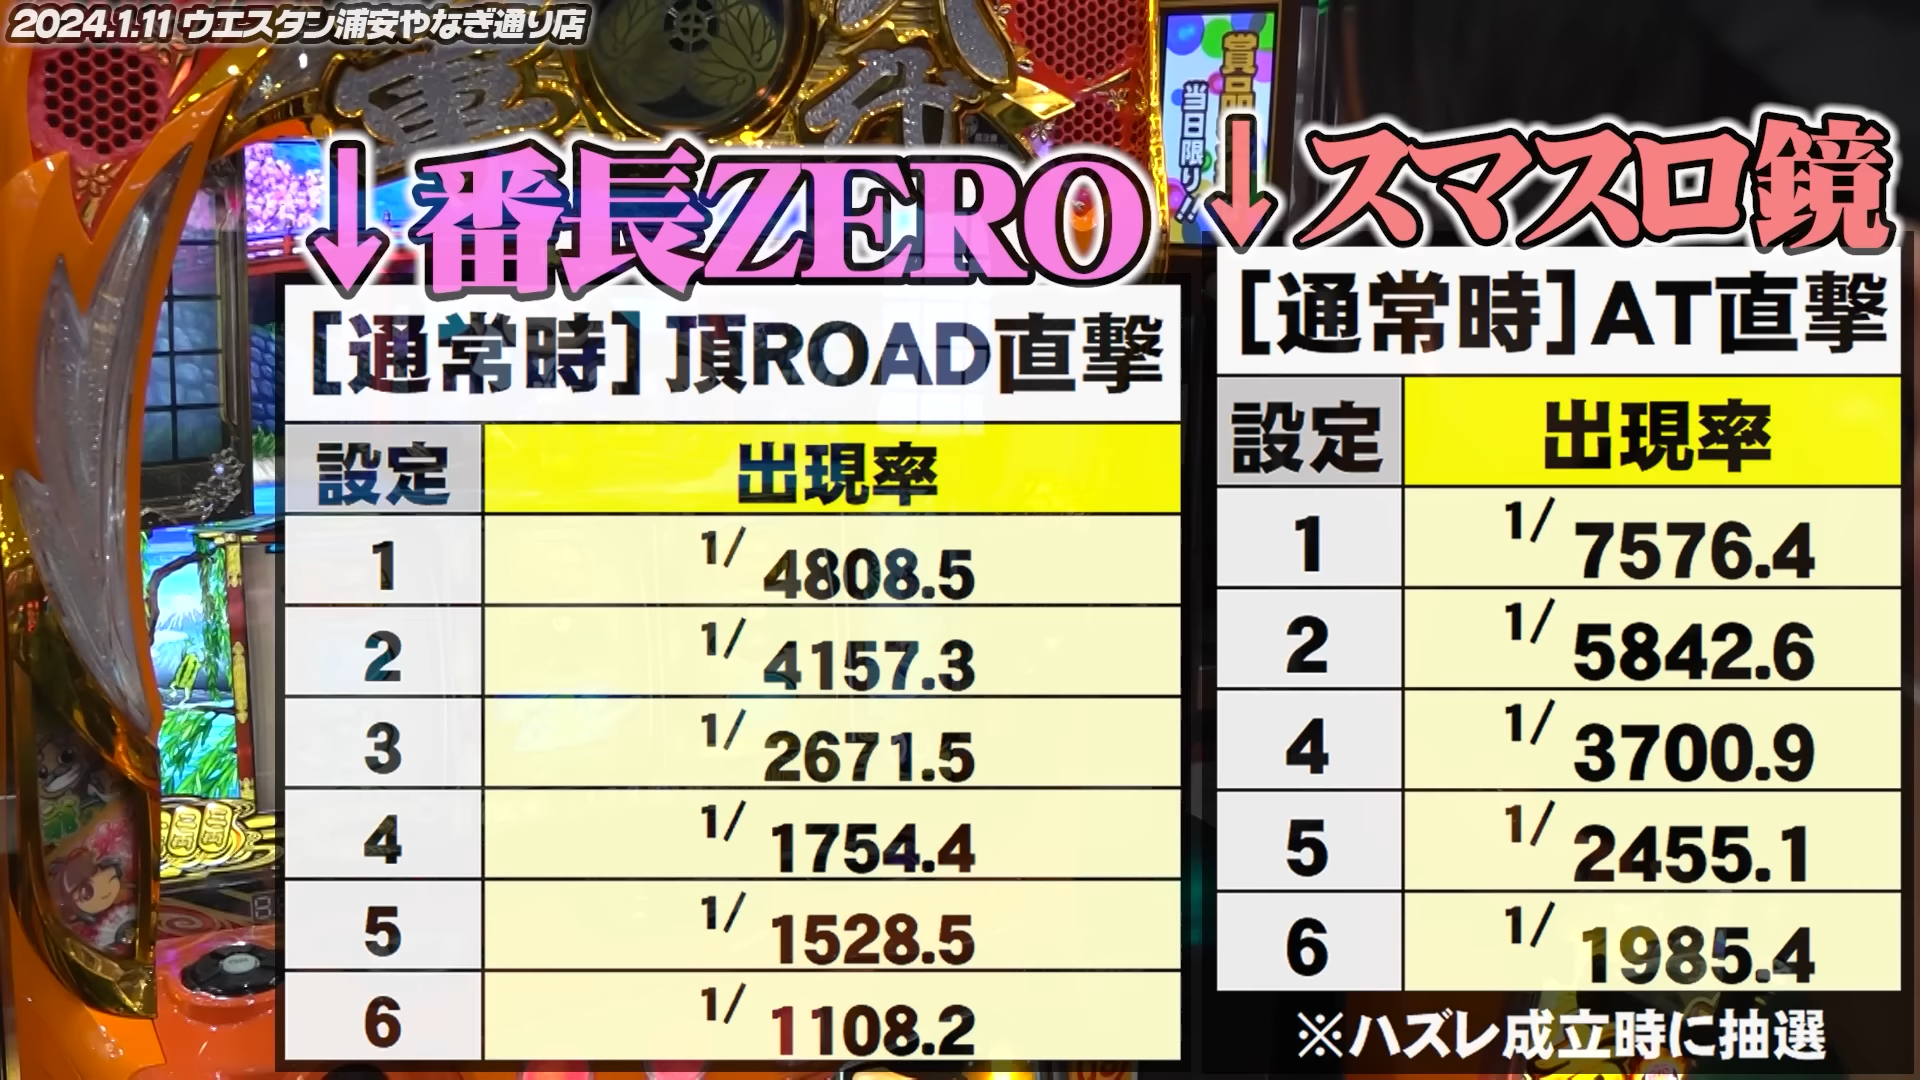 2024.1.11 ウエスタン浦安やなぎ通り店
賞品
当日限り!!
↓番長ZERO
[通常時]頂ROAD直撃
設定 出現率
1 1/4808.5
2 1/4157.3
3 1/2671.5
4 1/1754.4
5 1/1528.5
6 1/1108.2
↓スマスロ鏡
[通常時]AT直撃
設定 出現率
1 1/7576.4
2 1/5842.6
4 1/3700.9
5 1/2455.1
6 1/1985.4
※ハズレ成立時に抽選